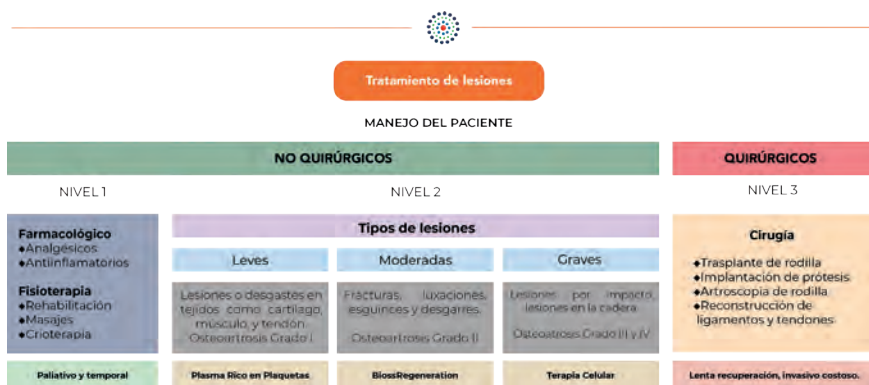 Tratamiento de lesiones
MANEJO DEL PACIENTE
NO QUIRÚRGICOS
QUIRÚRGICOS
NIVEL 1
NIVEL 2
NIVEL 3
Farmacológico
◆Analgésicos
◆Antiinflamatorios
Fisioterapia
◆Rehabilitación
◆Masajes
◆Crioterapia
Tipos de lesiones
Leves
Moderadas
Graves
Lesiones o desgastes en
tejidos como cartílago,
músculo, y tendón.
Osteoartrosis Grado I
Fracturas, luxaciones,
esguinces y desgarres.
Osteoartrosis Grado II
Lesiones por impacto,
lesiones en la cadera
Osteoatrosis Grado III y IV
Cirugía
◆Trasplante de rodilla
◆Implantación de prótesis
◆Artroscopia de rodilla
◆Reconstrucción de
ligamentos y tendones
Paliativo y temporal
Plasma Rico en Plaquetas
BiossRegeneration
Terapia Celular
Lenta recuperación, invasivo costoso.